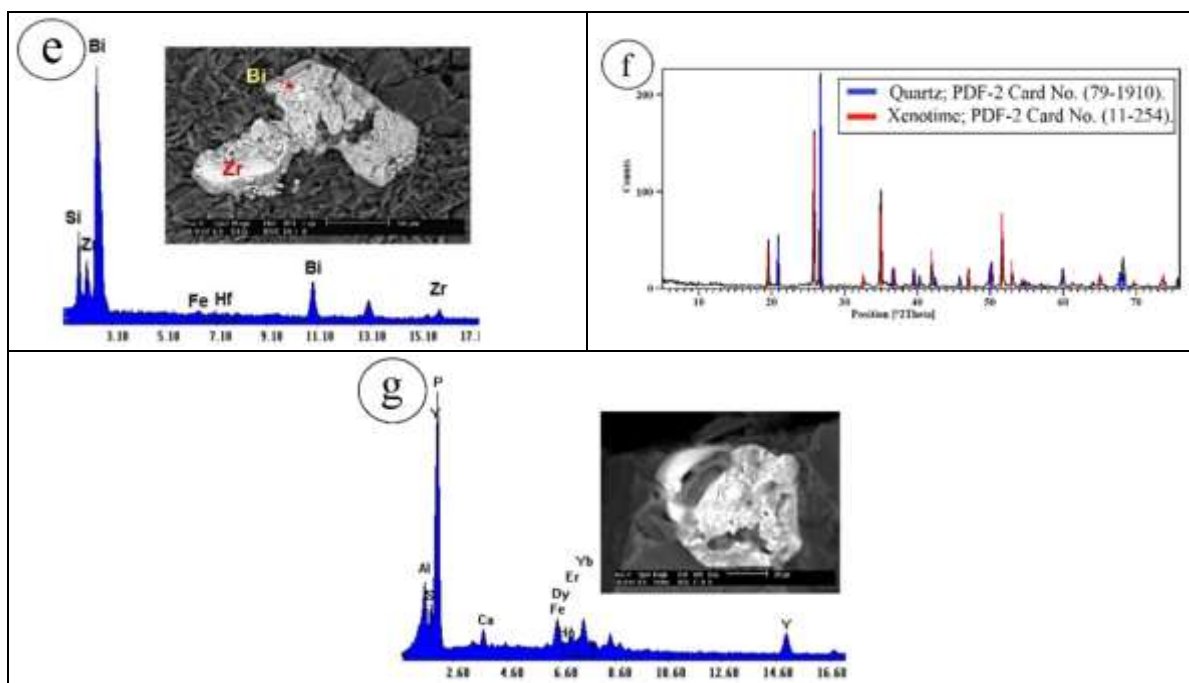 e
Bi
Bi
Zr
Si
Zr
Fe Hf
Bi
Zr
3.10 5.10 7.10 9.10 11.10 13.10 15.10 17.1
f
Quartz; PDF-2 Card No. (79-1910).
Xenotime; PDF-2 Card No. (11-254).
200
100
0
Counts
10 20 30 40 50 60 70
Position [°2Theta]
g
P
Y
Al
S
Ca
Yb
Er
Dy
Fe
Ho
Y
2.60 4.60 6.60 8.60 10.60 12.60 14.60 16.60